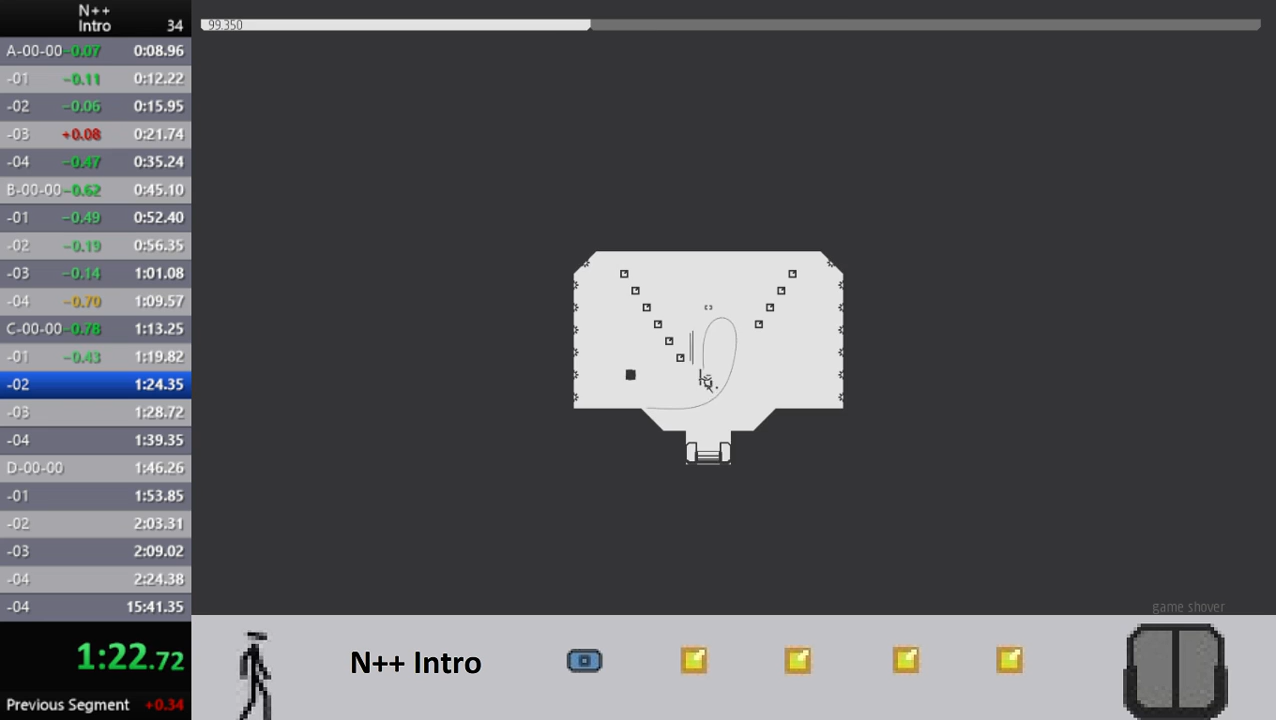 N++
Intro 34
A-00-00 -0.07 0:08.96
-01 -0.11 0:12.22
-02 -0.06 0:15.95
-03 +0.08 0:21.74
-04 -0.47 0:35.24
B-00-00 -0.62 0:45.10
-01 -0.49 0:52.40
-02 -0.19 0:56.35
-03 -0.14 1:01.08
-04 -0.70 1:09.57
C-00-00 -0.78 1:13.25
-01 -0.43 1:19.82
-02 1:24.35
-03 1:28.72
-04 1:39.35
D-00-00 1:46.26
-01 1:53.85
-02 2:03.31
-03 2:09.02
-04 2:24.38
-04 15:41.35
1:22.72
Previous Segment +0.34
99.350
game shover
N++ Intro